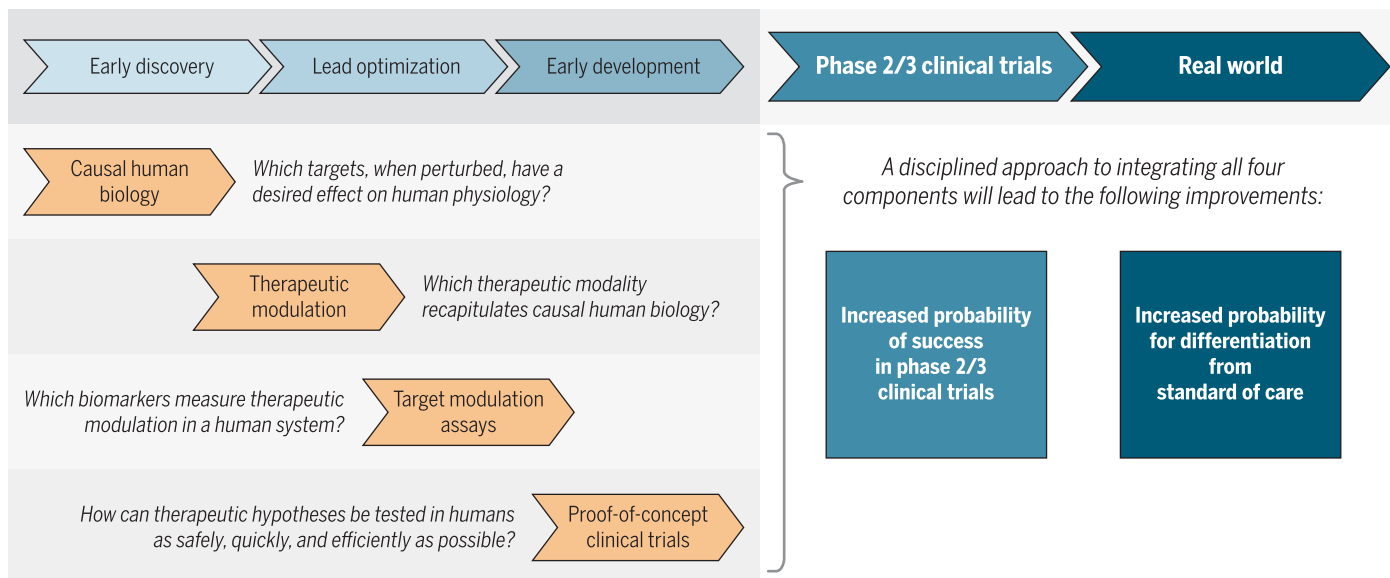 Early discovery
Lead optimization
Early development
Phase 2/3 clinical trials
Real world
Causal human
biology
Which targets, when perturbed, have a
desired effect on human physiology?
Therapeutic
modulation
Which therapeutic modality
recapitulates causal human biology?
Which biomarkers measure therapeutic
modulation in a human system?
Target modulation
assays
How can therapeutic hypotheses be tested in humans
as safely, quickly, and efficiently as possible?
Proof-of-concept
clinical trials
A disciplined approach to integrating all four
components will lead to the following improvements:
Increased probability
of success
in phase 2/3
clinical trials
Increased probability
for differentiation
from
standard of care